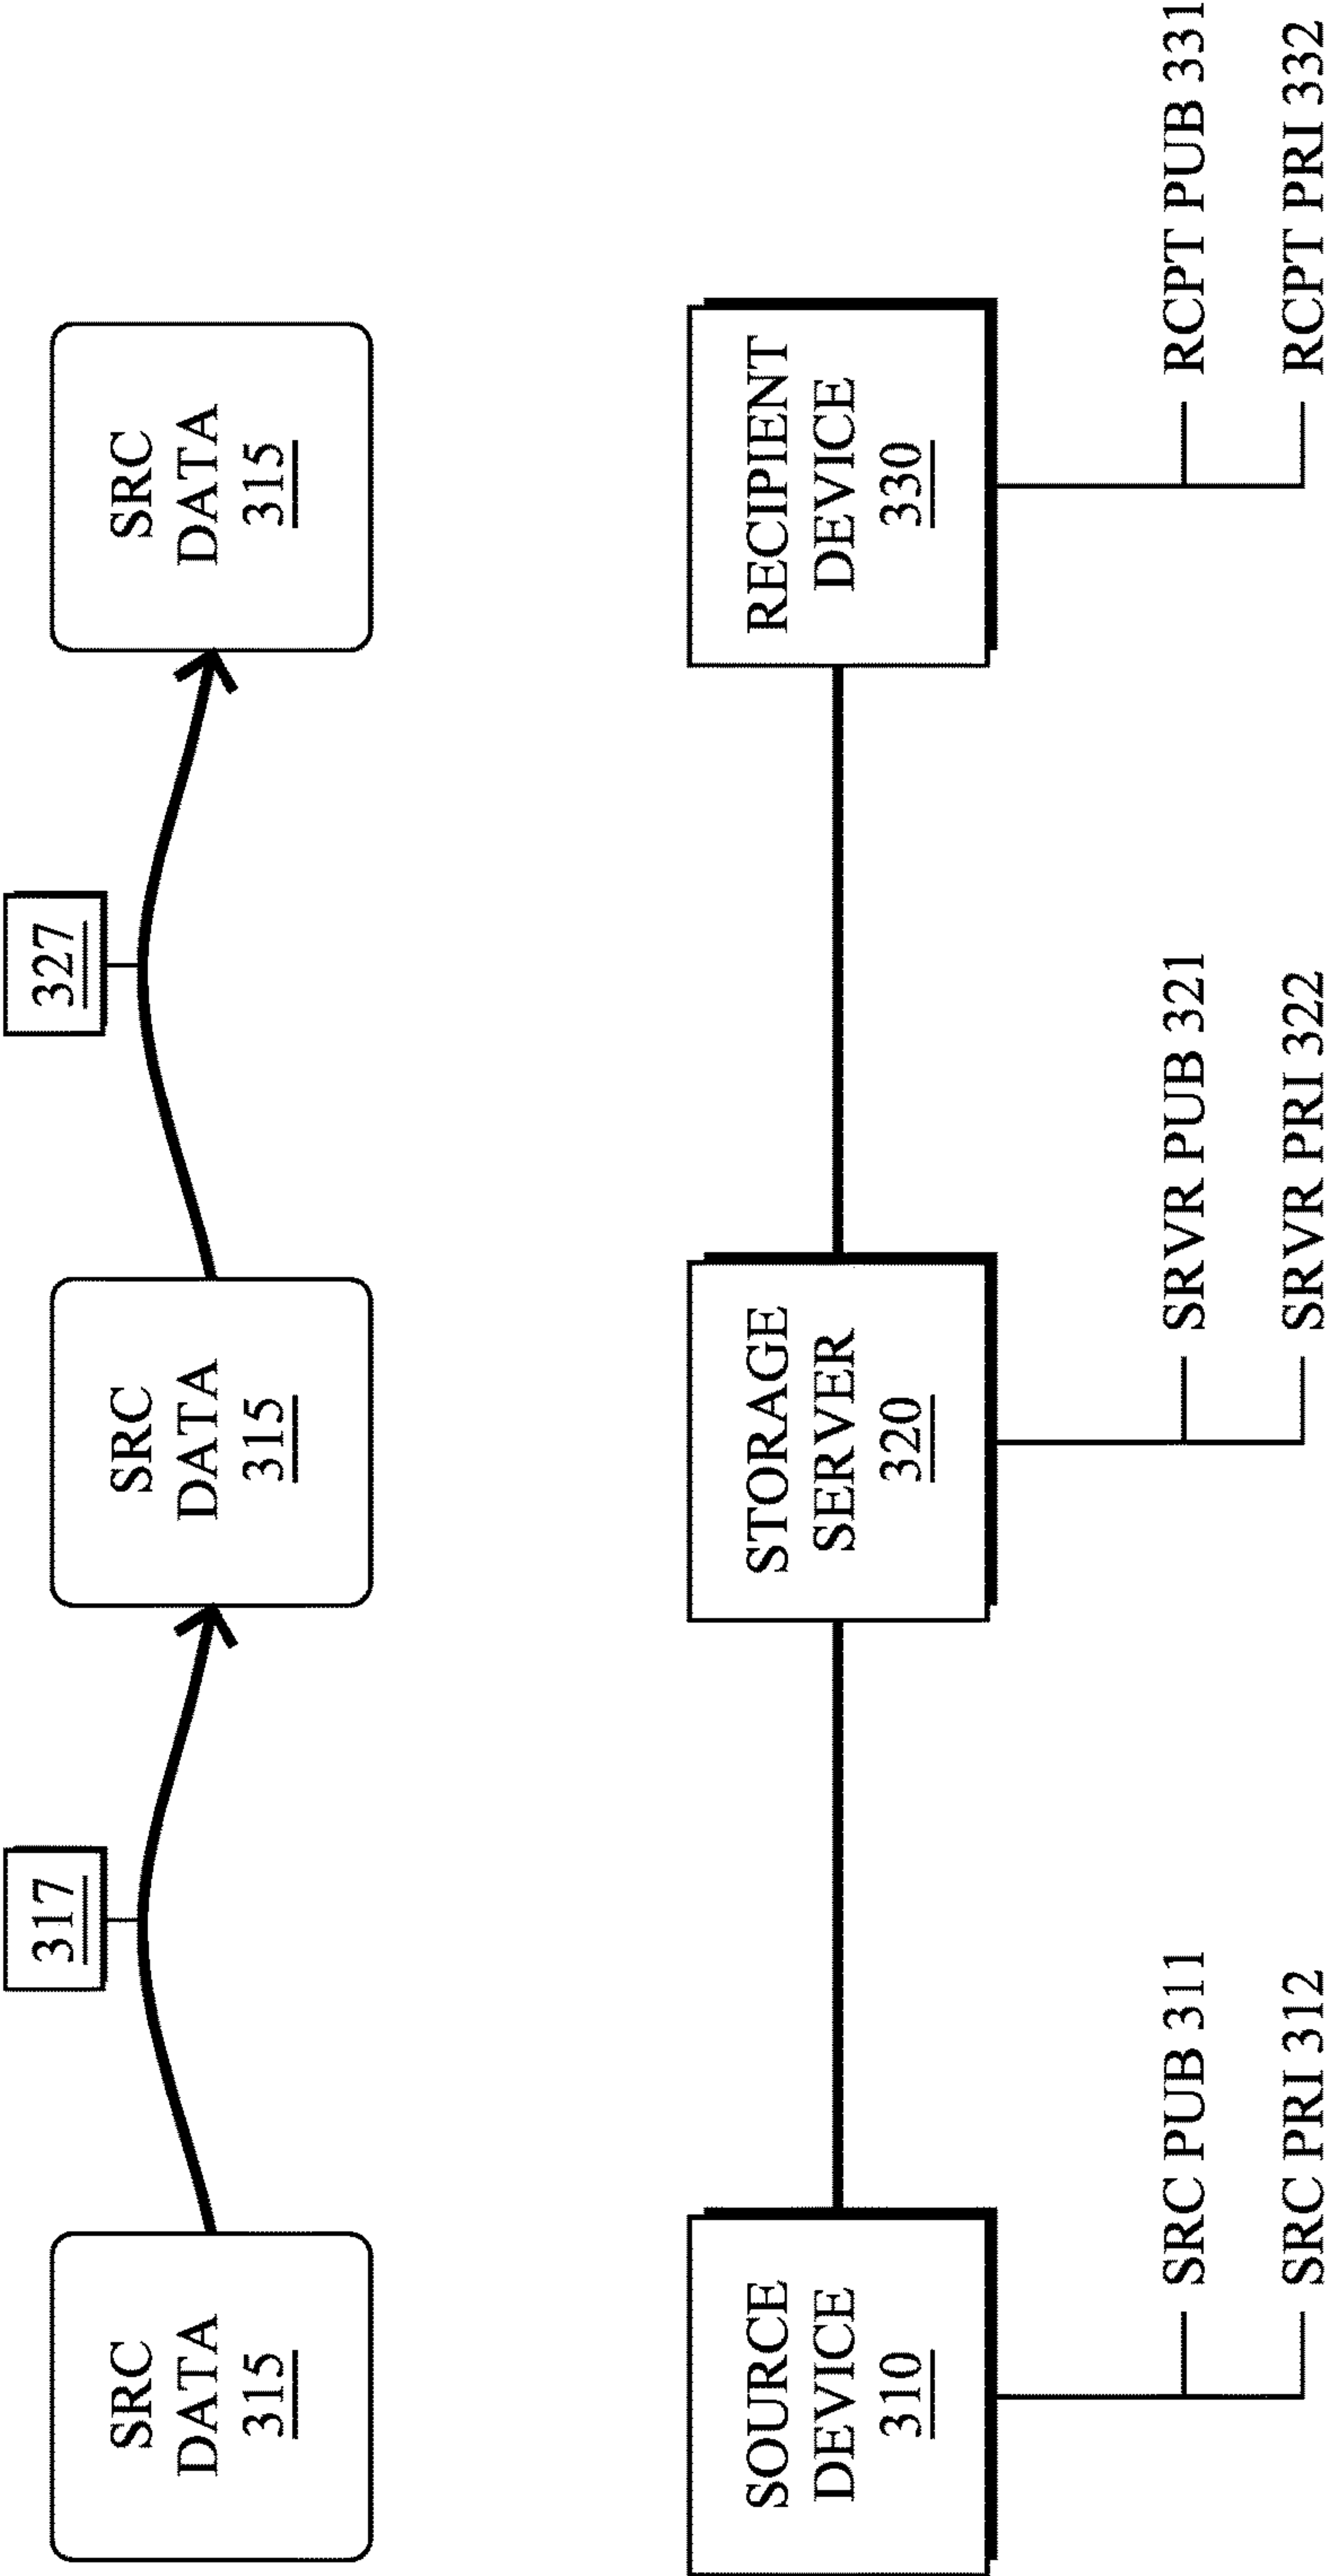 317
327
SRC
DATA
315
SRC
DATA
315
SRC
DATA
315
SOURCE
DEVICE
310
STORAGE
SERVER
320
RECIPIENT
DEVICE
330
SRC PUB 311
SRC PRI 312
SRVR PUB 321
SRVR PRI 322
RCPT PUB 331
RCPT PRI 332